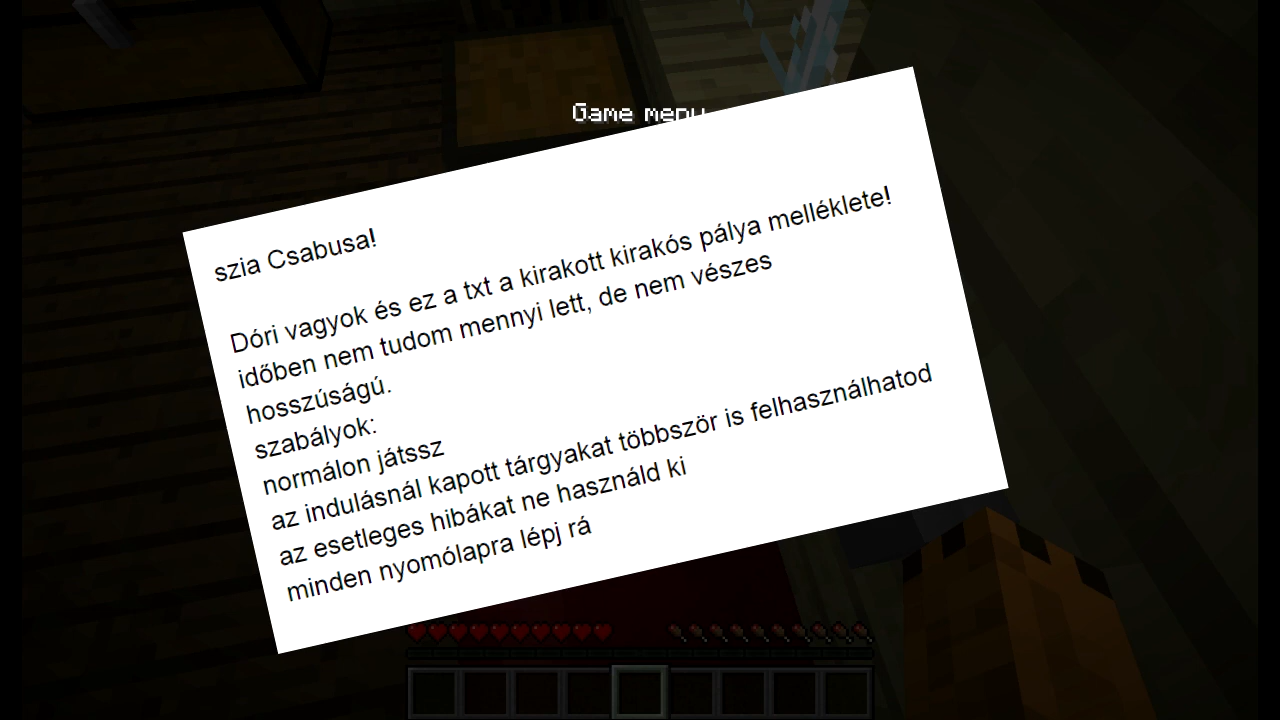 Game menu
szia Csabusa!
Dóri vagyok és ez a txt a kirakott kirakós pálya melléklete!
időben nem tudom mennyi lett, de nem vészes
hosszúságú.
szabályok:
normálon játssz
az indulásnál kapott tárgyakat többször is felhasználhatod
az esetleges hibákat ne használd ki
minden nyomólapra lépj rá